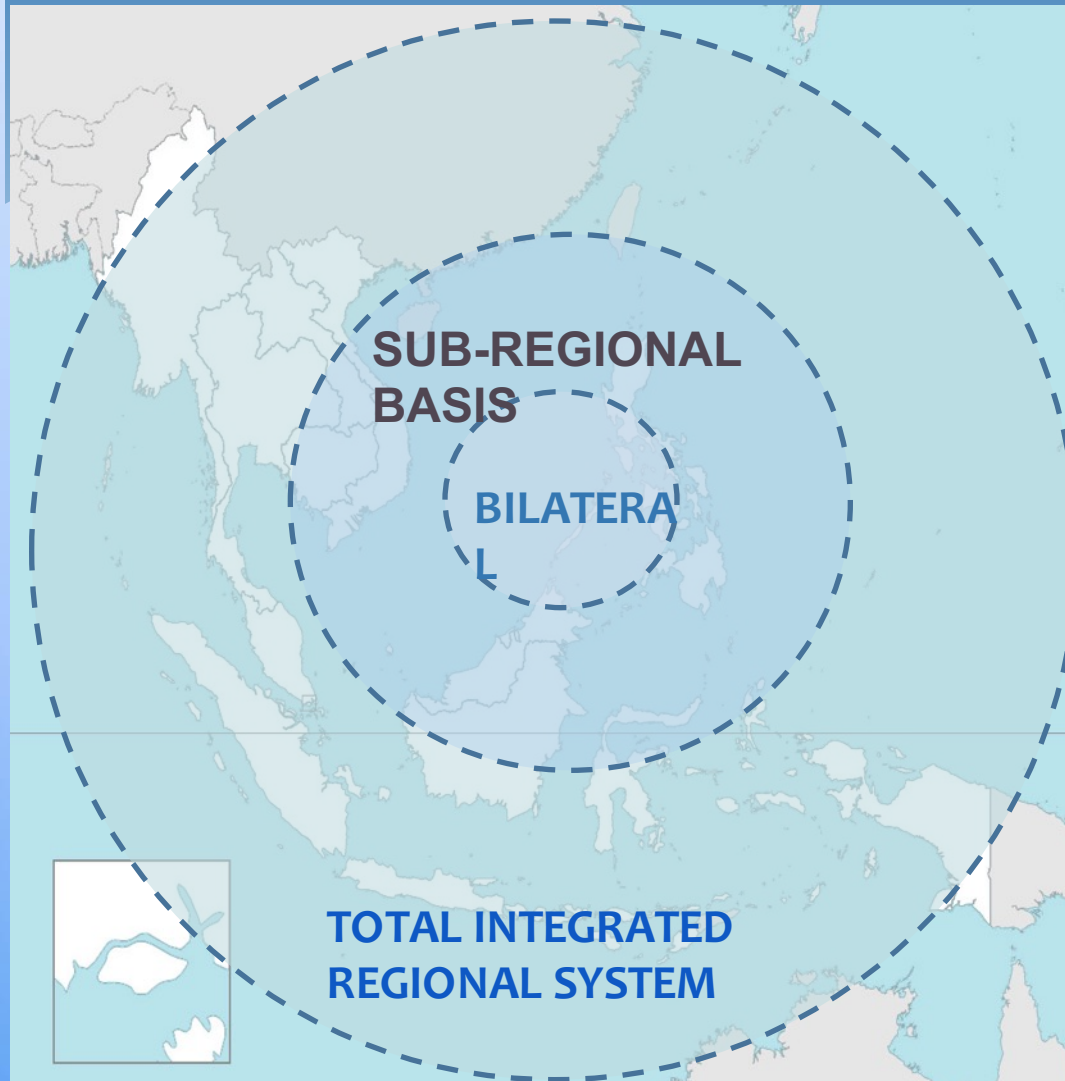 SUB-REGIONAL
BASIS
BILATERA
L
TOTAL INTEGRATED
REGIONAL SYSTEM